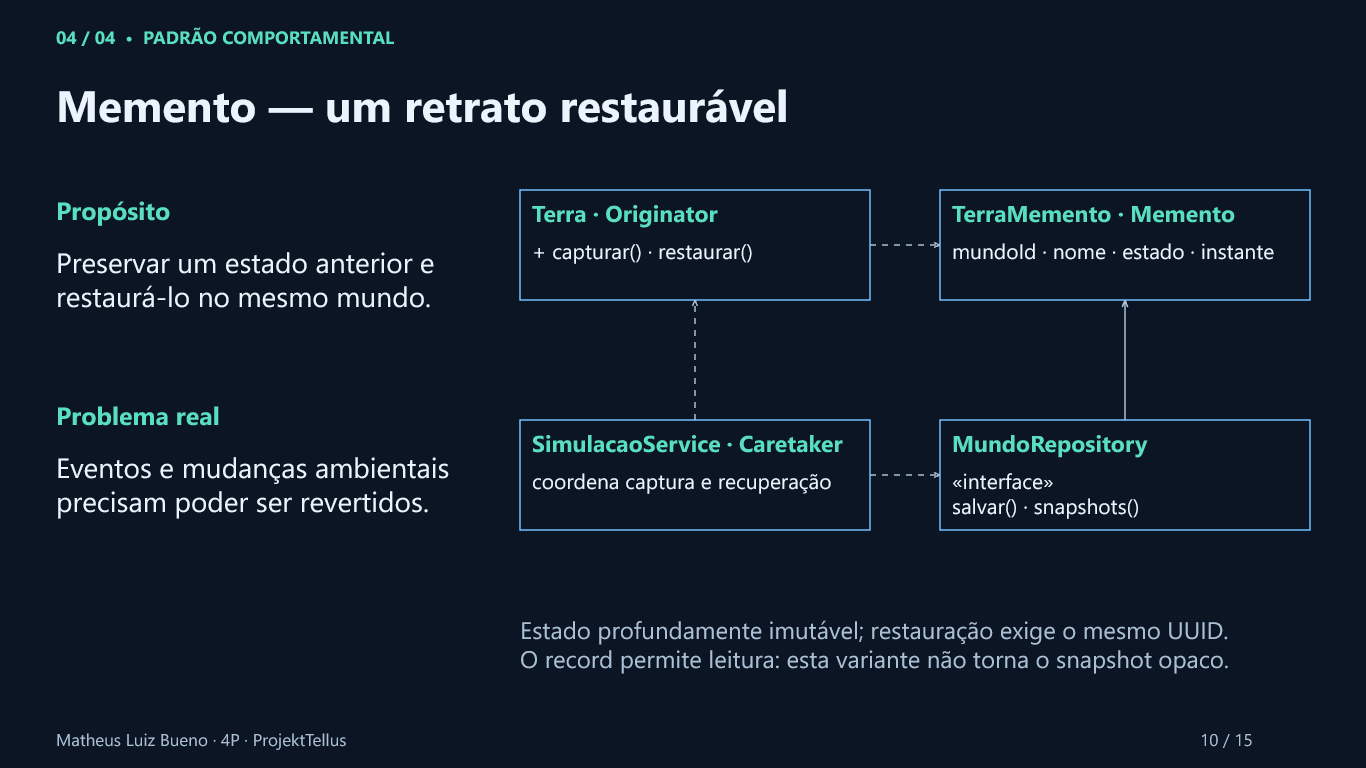 04 / 04 • PADRÃO COMPORTAMENTAL
Memento — um retrato restaurável
Propósito
Preservar um estado anterior e
restaurá-lo no mesmo mundo.
Problema real
Eventos e mudanças ambientais
precisam poder ser revertidos.
Terra · Originator
+ capturar() · restaurar()
TerraMemento · Memento
mundoId · nome · estado · instante
SimulacaoService · Caretaker
coordena captura e recuperação
MundoRepository
«interface»
salvar() · snapshots()
Estado profundamente imutável; restauração exige o mesmo UUID.
O record permite leitura: esta variante não torna o snapshot opaco.
Matheus Luiz Bueno · 4P · ProjektTellus
10 / 15